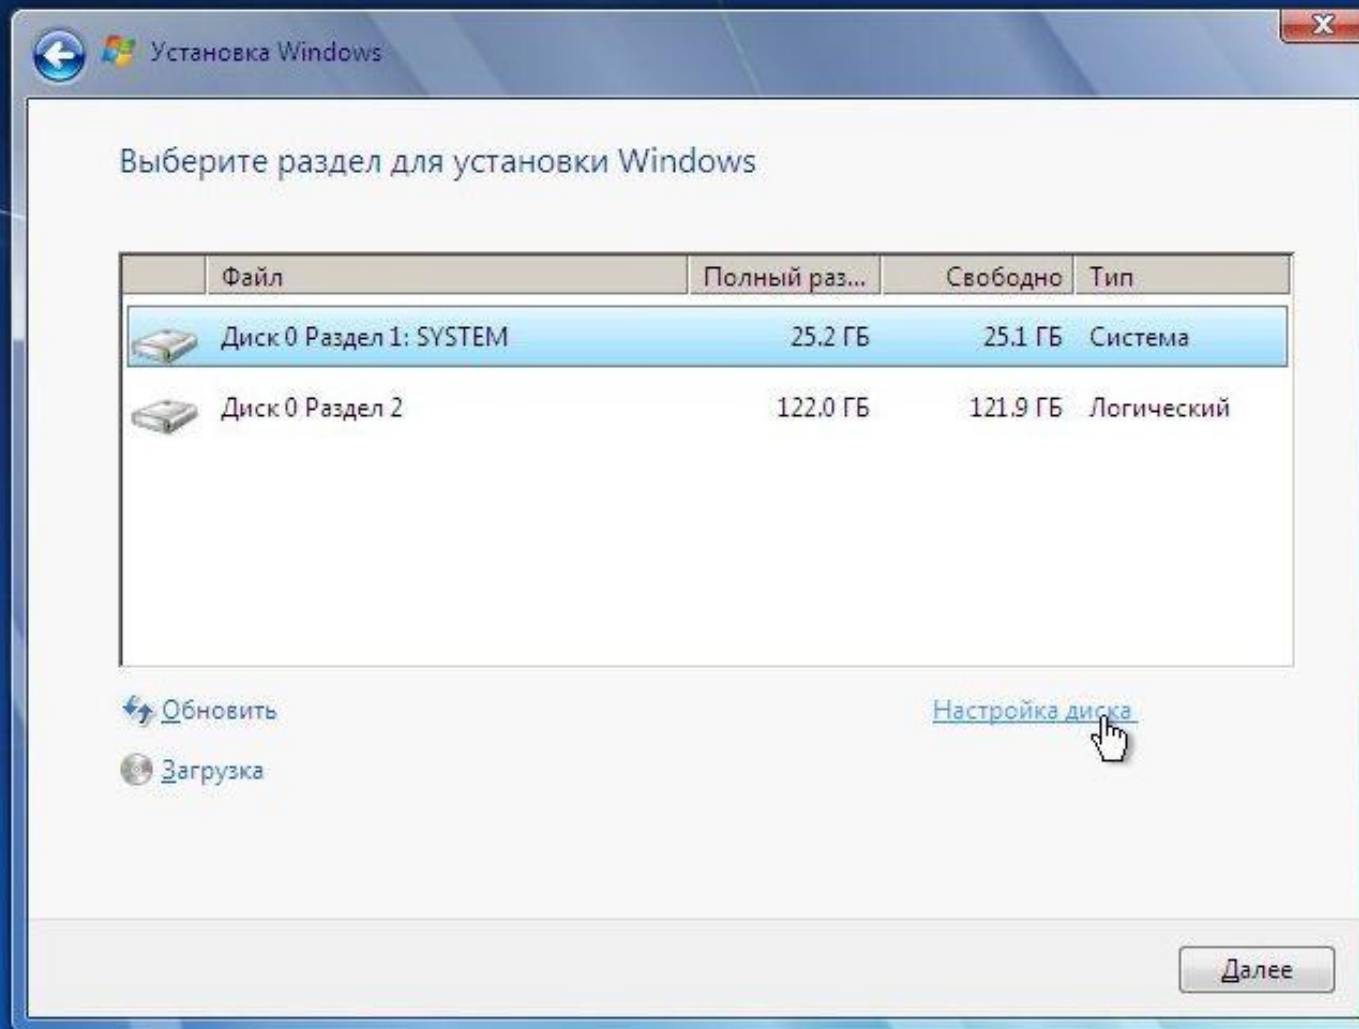 Установка Windows
Выберите раздел для установки Windows
Файл Полный раз... Свободно Тип
Диск 0 Раздел 1: SYSTEM 25.2 ГБ 25.1 ГБ Система
Диск 0 Раздел 2 122.0 ГБ 121.9 ГБ Логический
Обновить Настройка диска
Загрузка
Далее